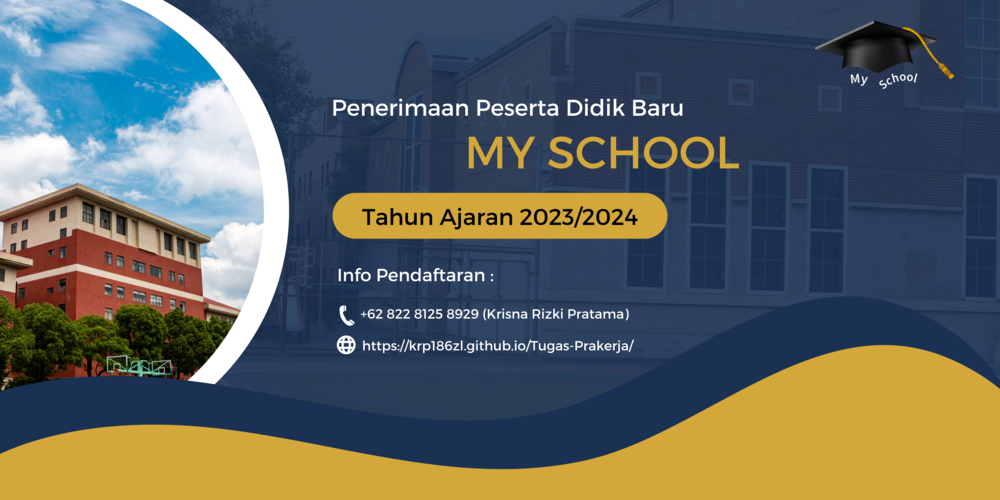 My School
Penerimaan Peserta Didik Baru
MY SCHOOL
Tahun Ajaran 2023/2024
Info Pendaftaran :
+62 822 8125 8929 (Krisna Rizki Pratama)
https://krp186zl.github.io/Tugas-Prakerja/